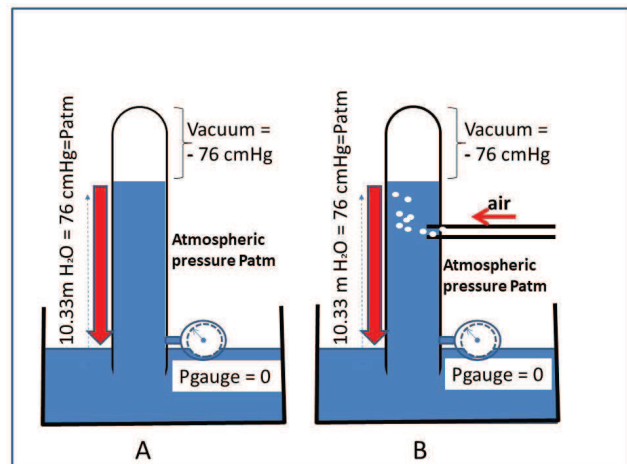 10.33m H₂O = 76 cmHg=Patm
Vacuum =
- 76 cmHg
Atmospheric
pressure Patm
Pgauge = 0
A
10.33 m H₂O = 76 cmHg=Patm
Vacuum =
- 76 cmHg
air
Atmospheric
pressure Patm
Pgauge = 0
B